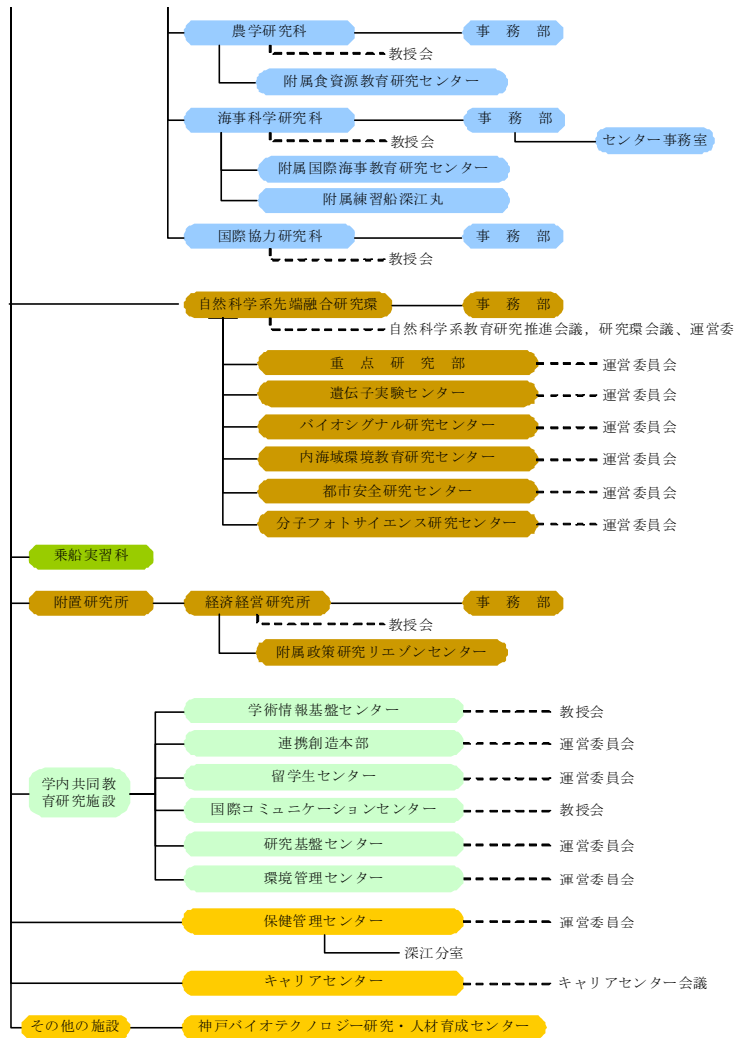 農学研究科 事 務 部
教授会
附属食資源教育研究センター
海事科学研究科 事 務 部
教授会 センター事務室
附属国際海事教育研究センター
附属練習船深江丸
国際協力研究科 事 務 部
教授会
自然科学系先端融合研究環 事 務 部
自然科学系教育研究推進会議, 研究環会議、運営委
重 点 研 究 部 運営委員会
遺伝子実験センター 運営委員会
バイオシグナル研究センター 運営委員会
内海域環境教育研究センター 運営委員会
都市安全研究センター 運営委員会
分子フォトサイエンス研究センター 運営委員会
乗船実習科
附置研究所 経済経営研究所 事 務 部
教授会
附属政策研究リエゾンセンター
学術情報基盤センター 教授会
連携創造本部 運営委員会
学内共同教
育研究施設
留学生センター 運営委員会
国際コミュニケーションセンター 教授会
研究基盤センター 運営委員会
環境管理センター 運営委員会
保健管理センター 運営委員会
深江分室
キャリアセンター キャリアセンター会議
その他の施設 神戸バイオテクノロジー研究・人材育成センター